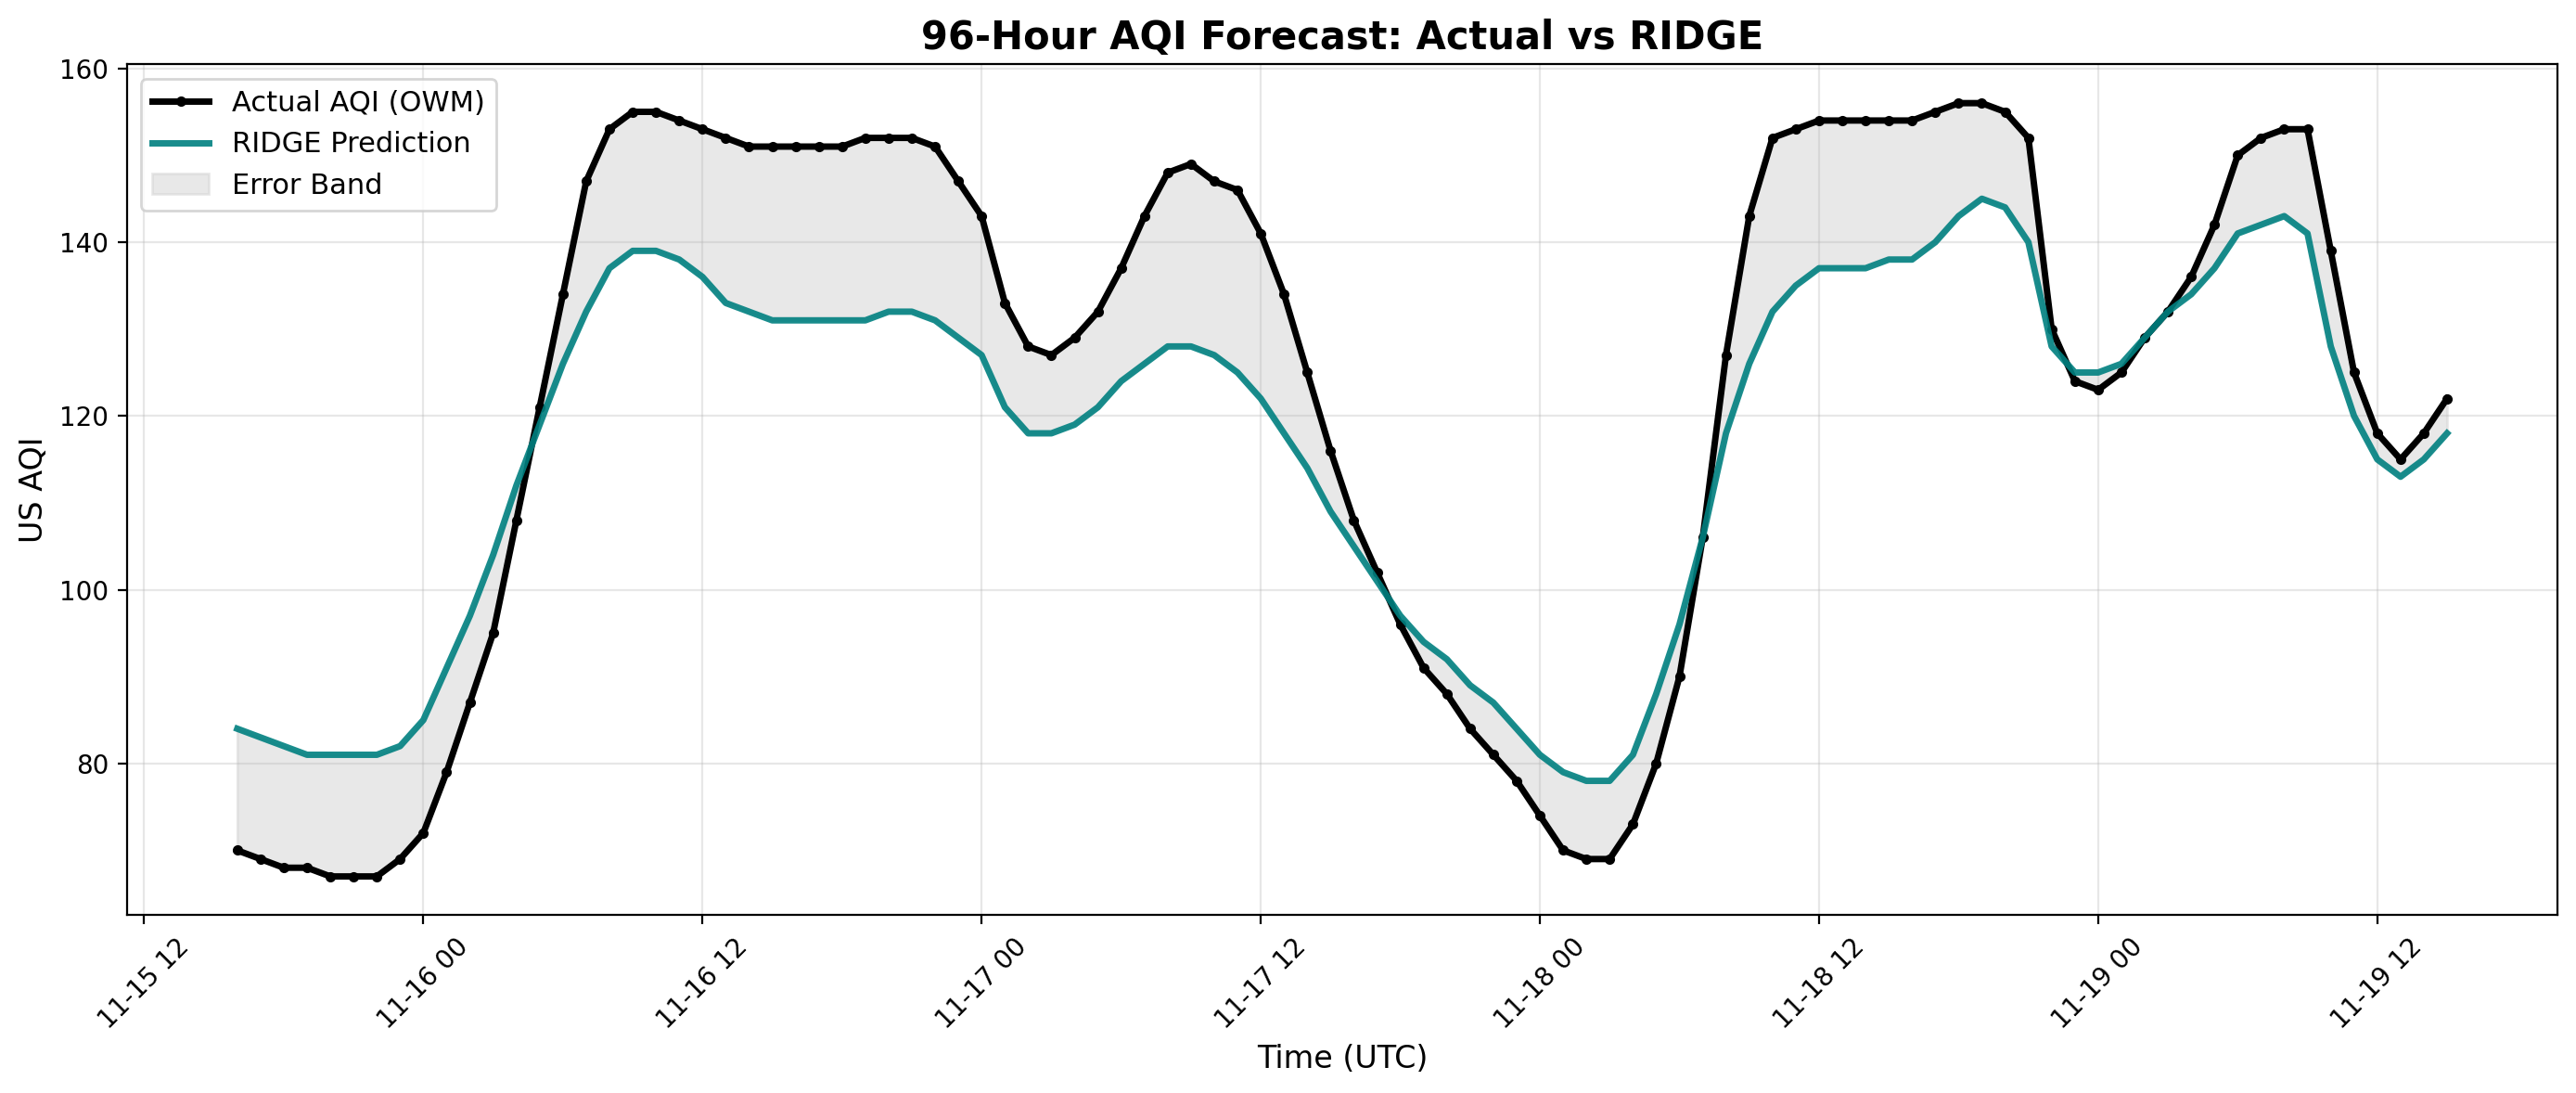 96-Hour AQI Forecast: Actual vs RIDGE
Actual AQI (OWM)
RIDGE Prediction
Error Band
US AQI
160
140
120
100
80
11-15 12
11-16 00
11-16 12
11-17 00
11-17 12
11-18 00
11-18 12
11-19 00
11-19 12
Time (UTC)